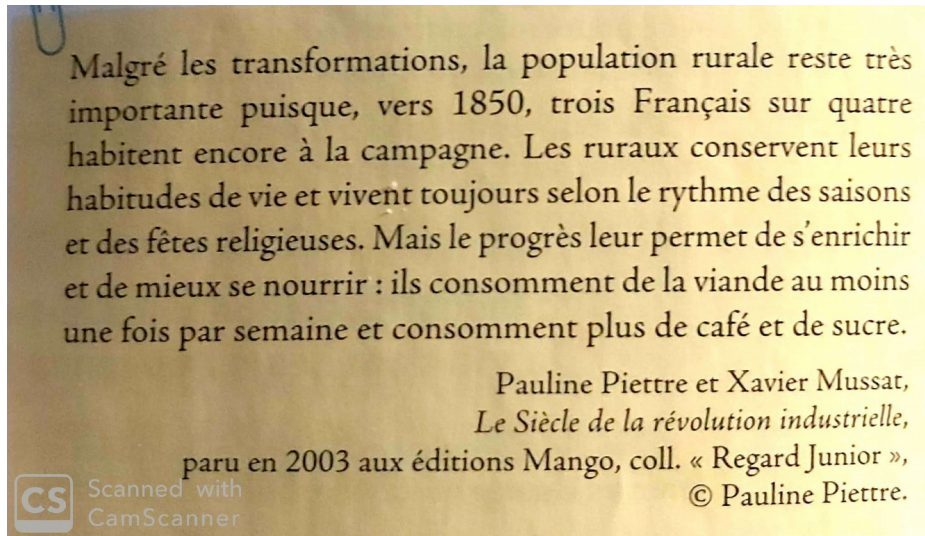 Malgré les transformations, la population rurale reste très
importante puisque, vers 1850, trois Français sur quatre
habitent encore à la campagne. Les ruraux conservent leurs
habitudes de vie et vivent toujours selon le rythme des saisons
et des fêtes religieuses. Mais le progrès leur permet de s'enrichir
et de mieux se nourrir : ils consomment de la viande au moins
une fois par semaine et consomment plus de café et de sucre.
Pauline Piettre et Xavier Mussat,
Le Siècle de la révolution industrielle,
paru en 2003 aux éditions Mango, coll. « Regard Junior »,
© Pauline Piettre.
CS Scanned with
CamScanner